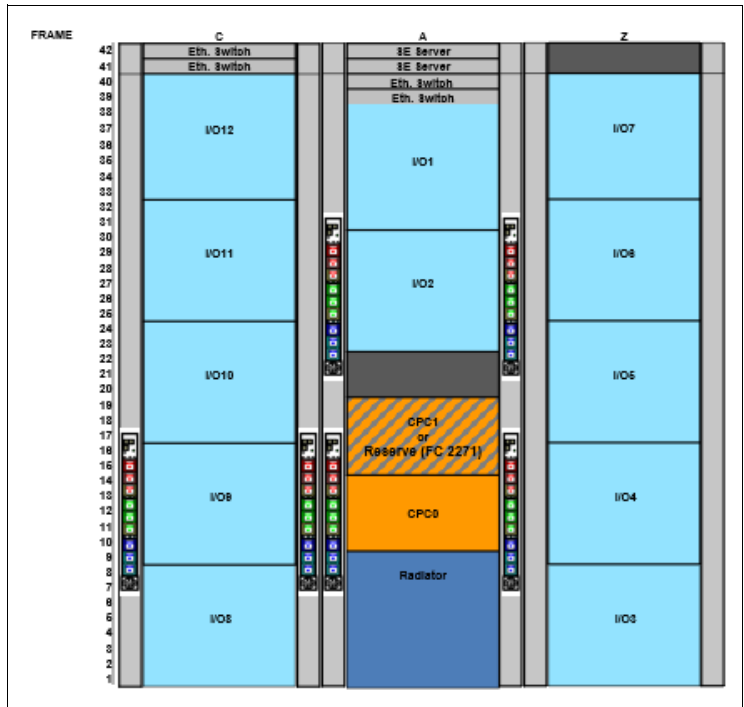 FRAME C A Z
42 Eth. Switch SE Server
41 Eth. Switch SE Server
40 Eth. Switch
39 Eth. Switch
38
37 I/O12 I/O7
36
35 I/O1
34
33
32
31
30
29 I/O11 I/O6
28
27 I/O2
26
25
24
23
22
21 I/O10 I/O5
20
19
18 CPC1
17 or
16 Reserve (FC 2271)
15
14
13 I/O9 I/O4
12 CPC0
11
10
9
8 Radiator
7
6
5 I/O8 I/O3
4
3
2
1